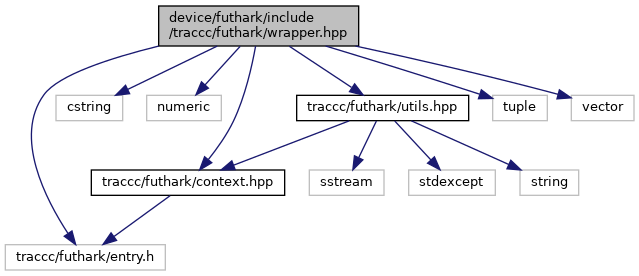 device/futhark/include
/traccc/futhark/wrapper.hpp
cstring
numeric
traccc/futhark/utils.hpp
tuple
vector
traccc/futhark/context.hpp
sstream
stdexcept
string
traccc/futhark/entry.h